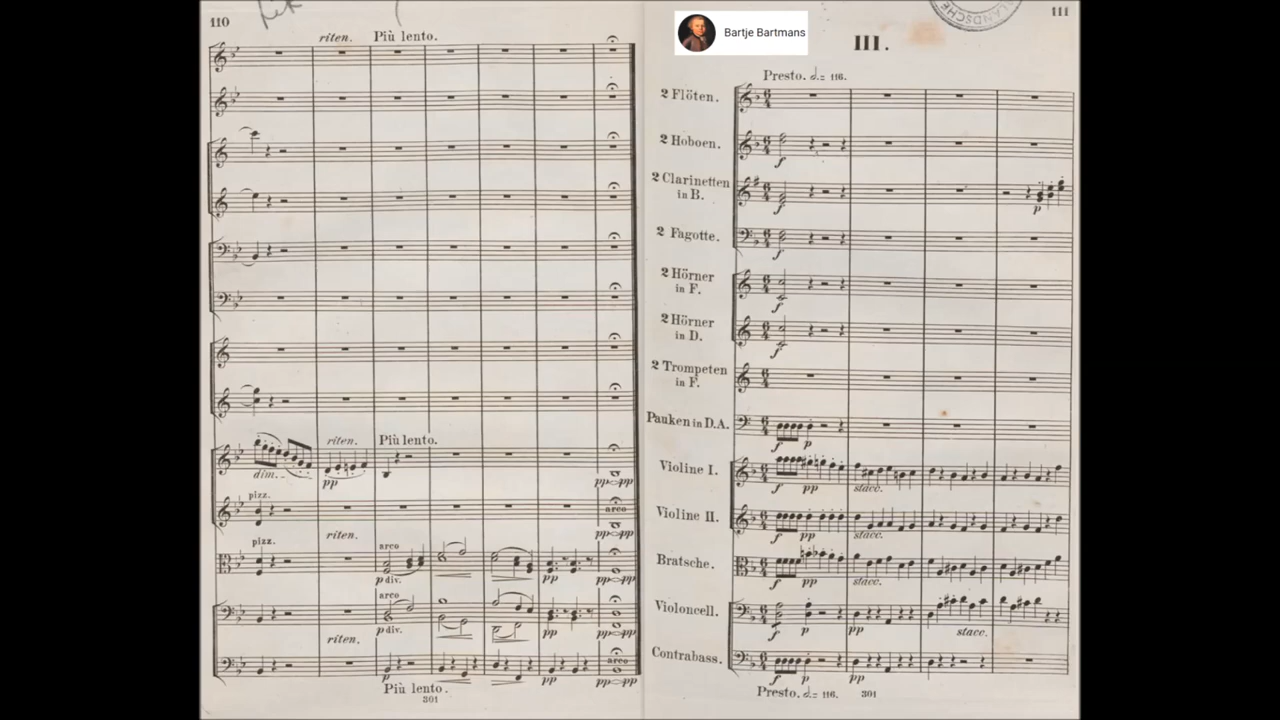 110
riten. Più lento.
dim.
riten. Più lento.
pp
pp pp
pizz.
arco
riten.
pp pp
pizz.
arco
p div.
pp
pp pp
arco
p div.
pp
pp pp
riten.
arco
p
pp
pp pp
Più lento.
301
Bartje Bartmans
111
LANDSCHE
III.
Presto. 𝅗𝅥.= 116.
2 Flöten.
2 Hoboen.
f
2 Clarinetten
in B.
f
p
2 Fagotte.
f
2 Hörner
in F.
f
2 Hörner
in D.
f
2 Trompeten
in F.
Pauken in D.A.
f p
Violine I.
f pp stacc.
Violine II.
f pp stacc.
Bratsche.
f pp stacc.
Violoncell.
f p pp stacc.
Contrabass.
f p pp
Presto. 𝅗𝅥.= 116.
301